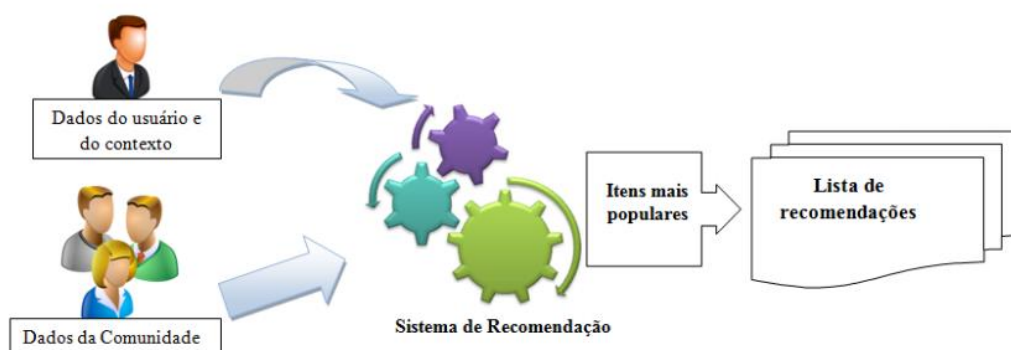 Dados do usuário e
do contexto
Dados da Comunidade
Sistema de Recomendação
Itens mais
populares
Lista de
recomendações